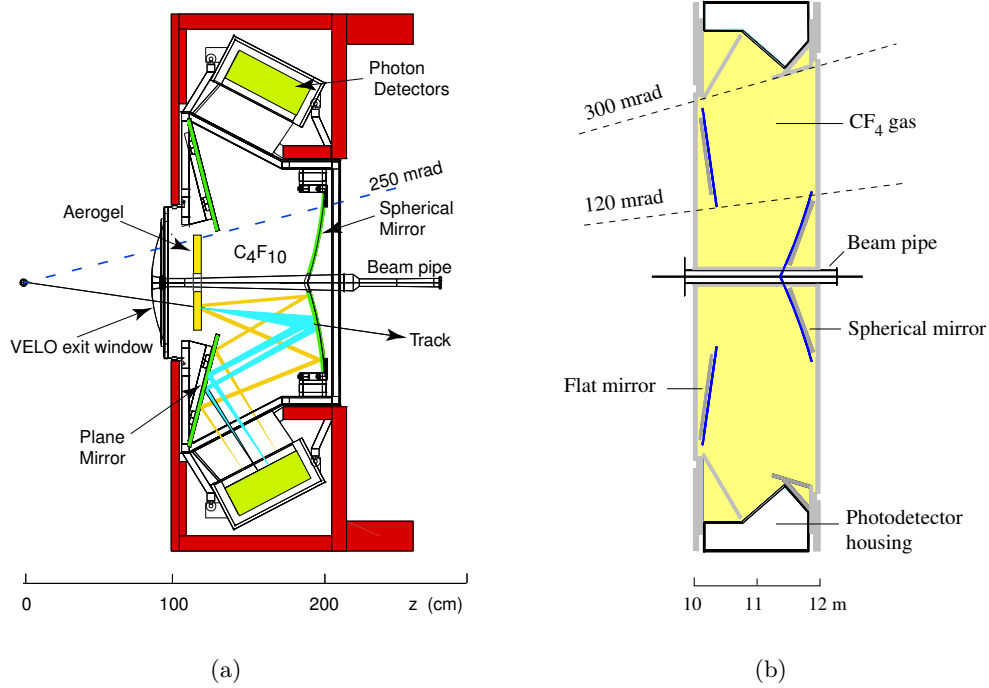 Photon
Detectors
250 mrad
Aerogel
Spherical
Mirror
C4F10
Beam pipe
VELO exit window
Track
Plane
Mirror
0
100
200
z (cm)
(a)
300 mrad
CF4 gas
120 mrad
Beam pipe
Spherical mirror
Flat mirror
Photodetector
housing
10
11
12 m
(b)